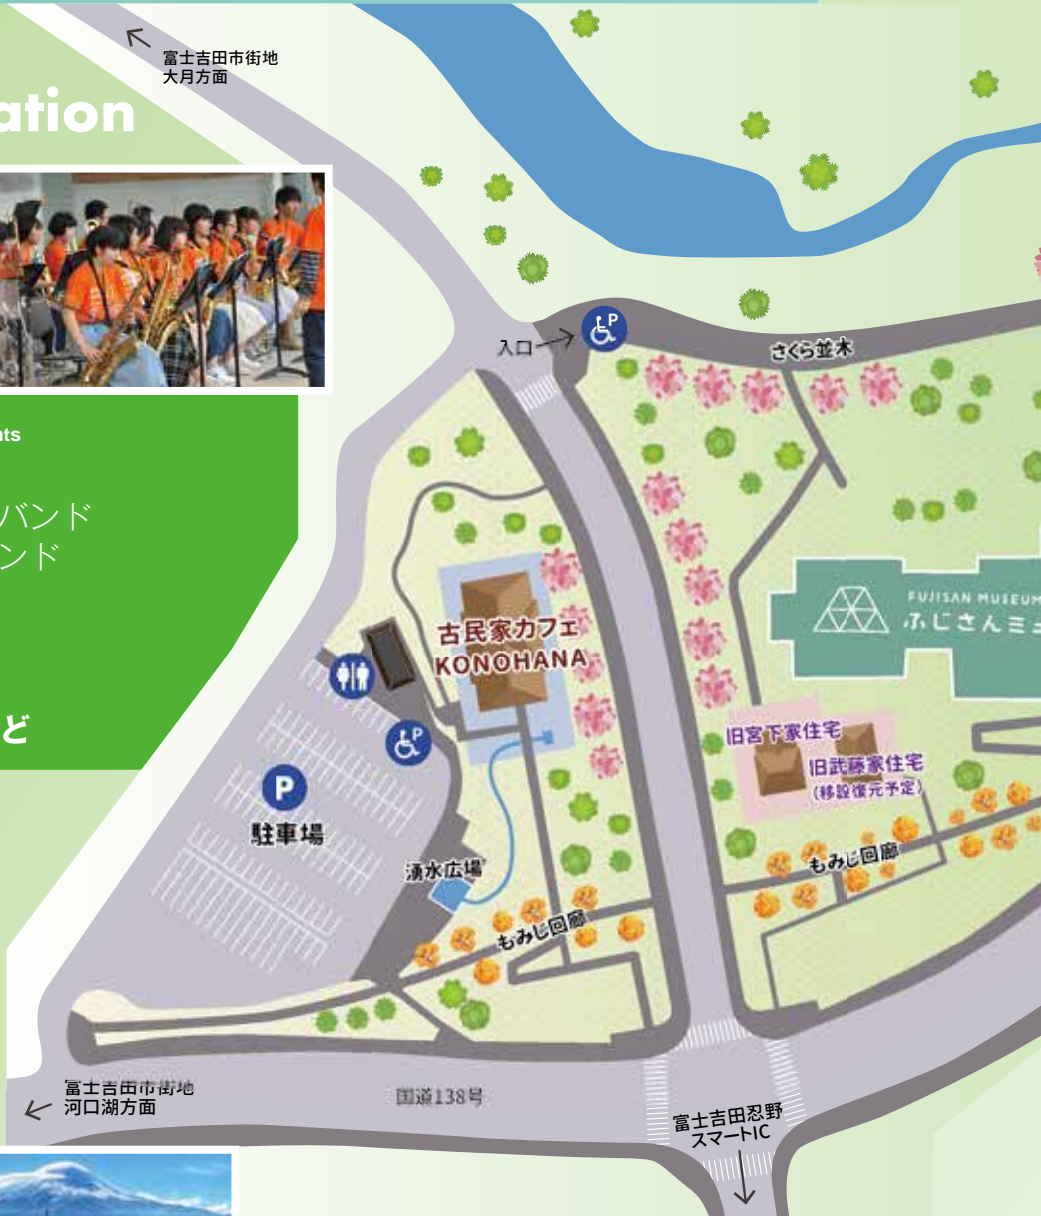 富士吉田市街地
大月方面
ation
nts
バンド
ンド
ど
入口
P
さくら並木
古民家カフェ
KONOHANA
FUJISAN MUSEUM
ふじさんミュ
旧宮下家住宅
旧武藤家住宅
(移設復元予定)
P
P
駐車場
湧水広場
もみじ回廊
もみじ回廊
富士吉田市街地
河口湖方面
国道138号
富士吉田忍野
スマートIC